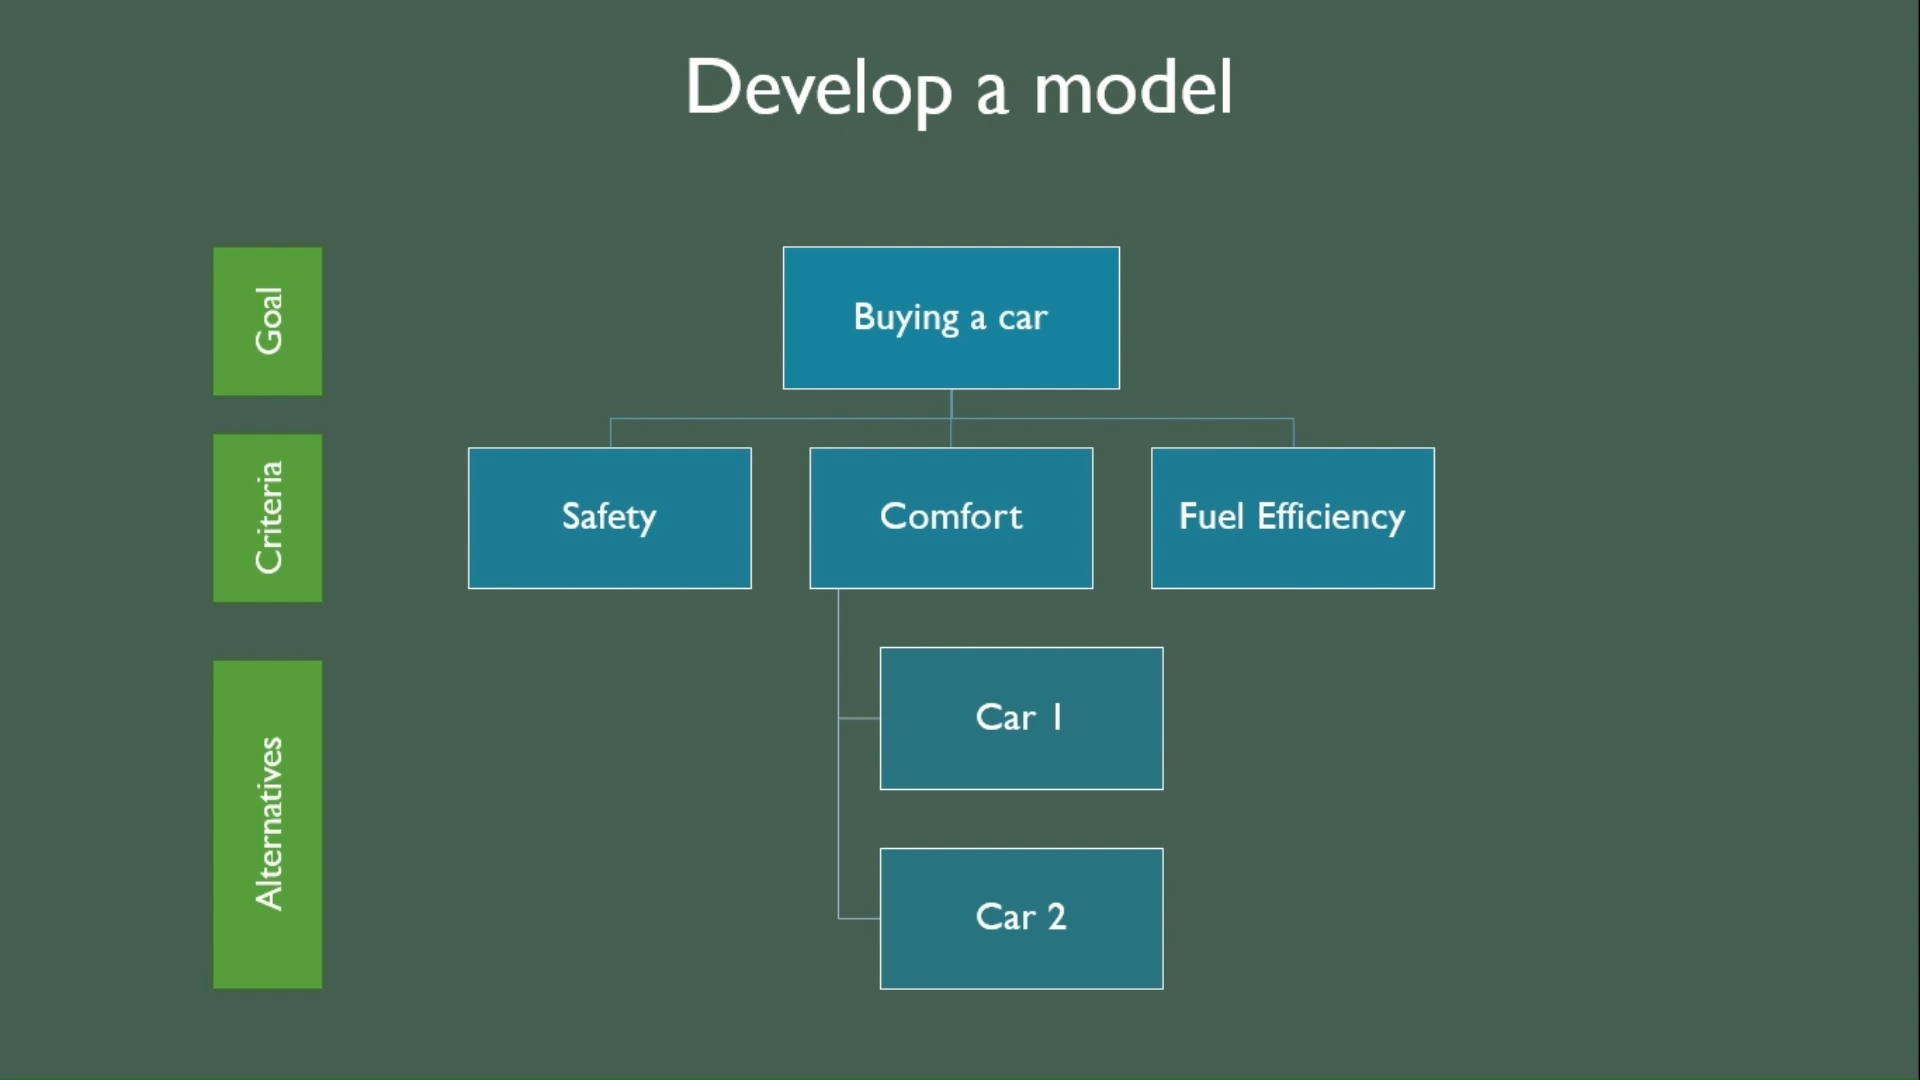 Develop a model
Goal
Buying a car
Criteria
Safety
Comfort
Fuel Efficiency
Alternatives
Car 1
Car 2